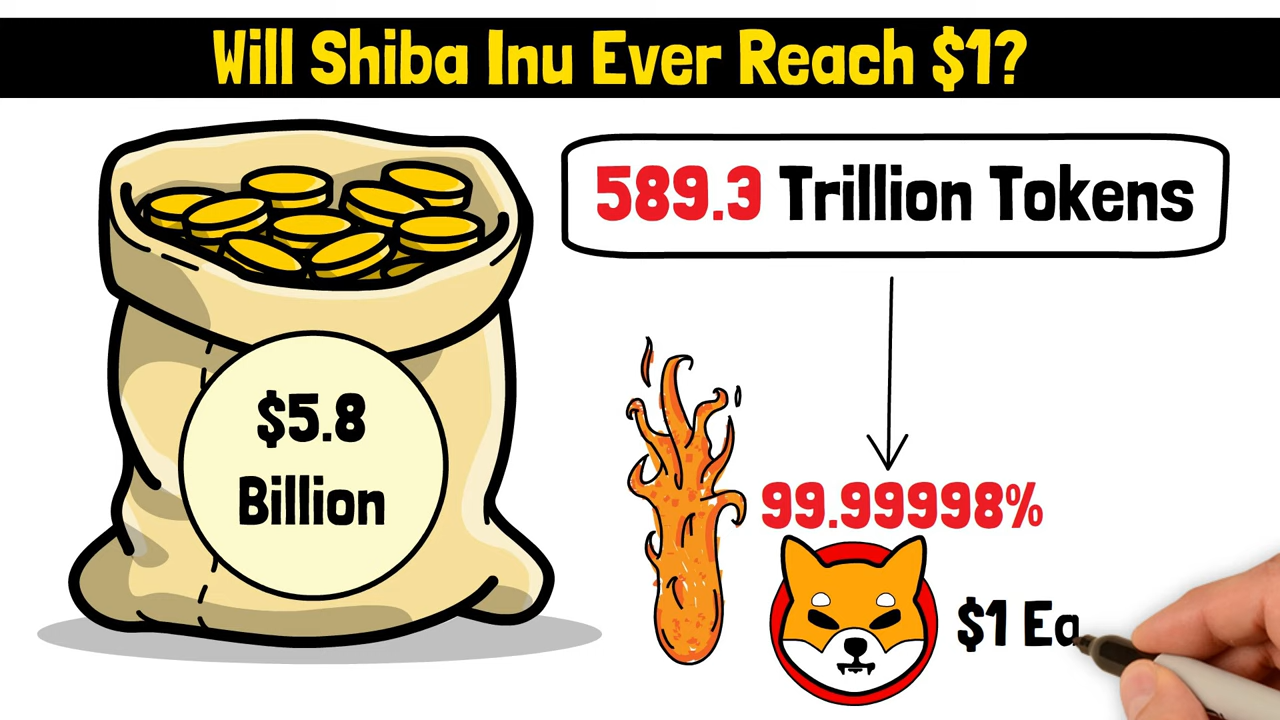 Will Shiba Inu Ever Reach $1?
589.3 Trillion Tokens
$5.8
Billion
99.99998%
$1 Ea